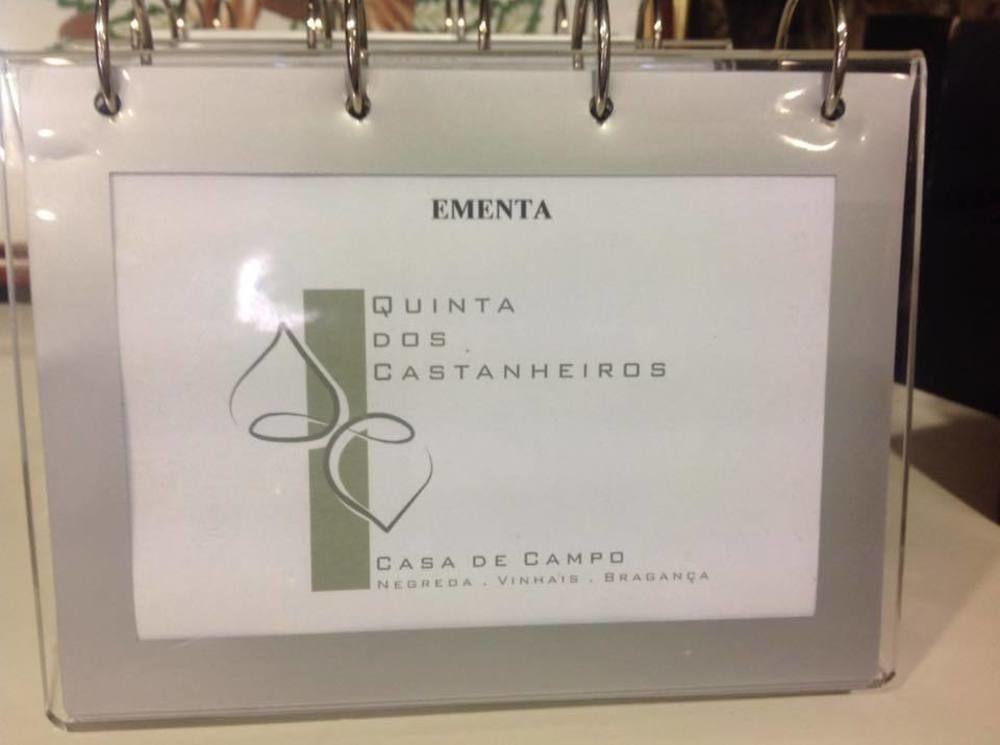 EMENTA
QUINTA
DOS
CASTANHEIROS
CASA DE CAMPO
NEGREDA . VINHAIS . BRAGANÇA